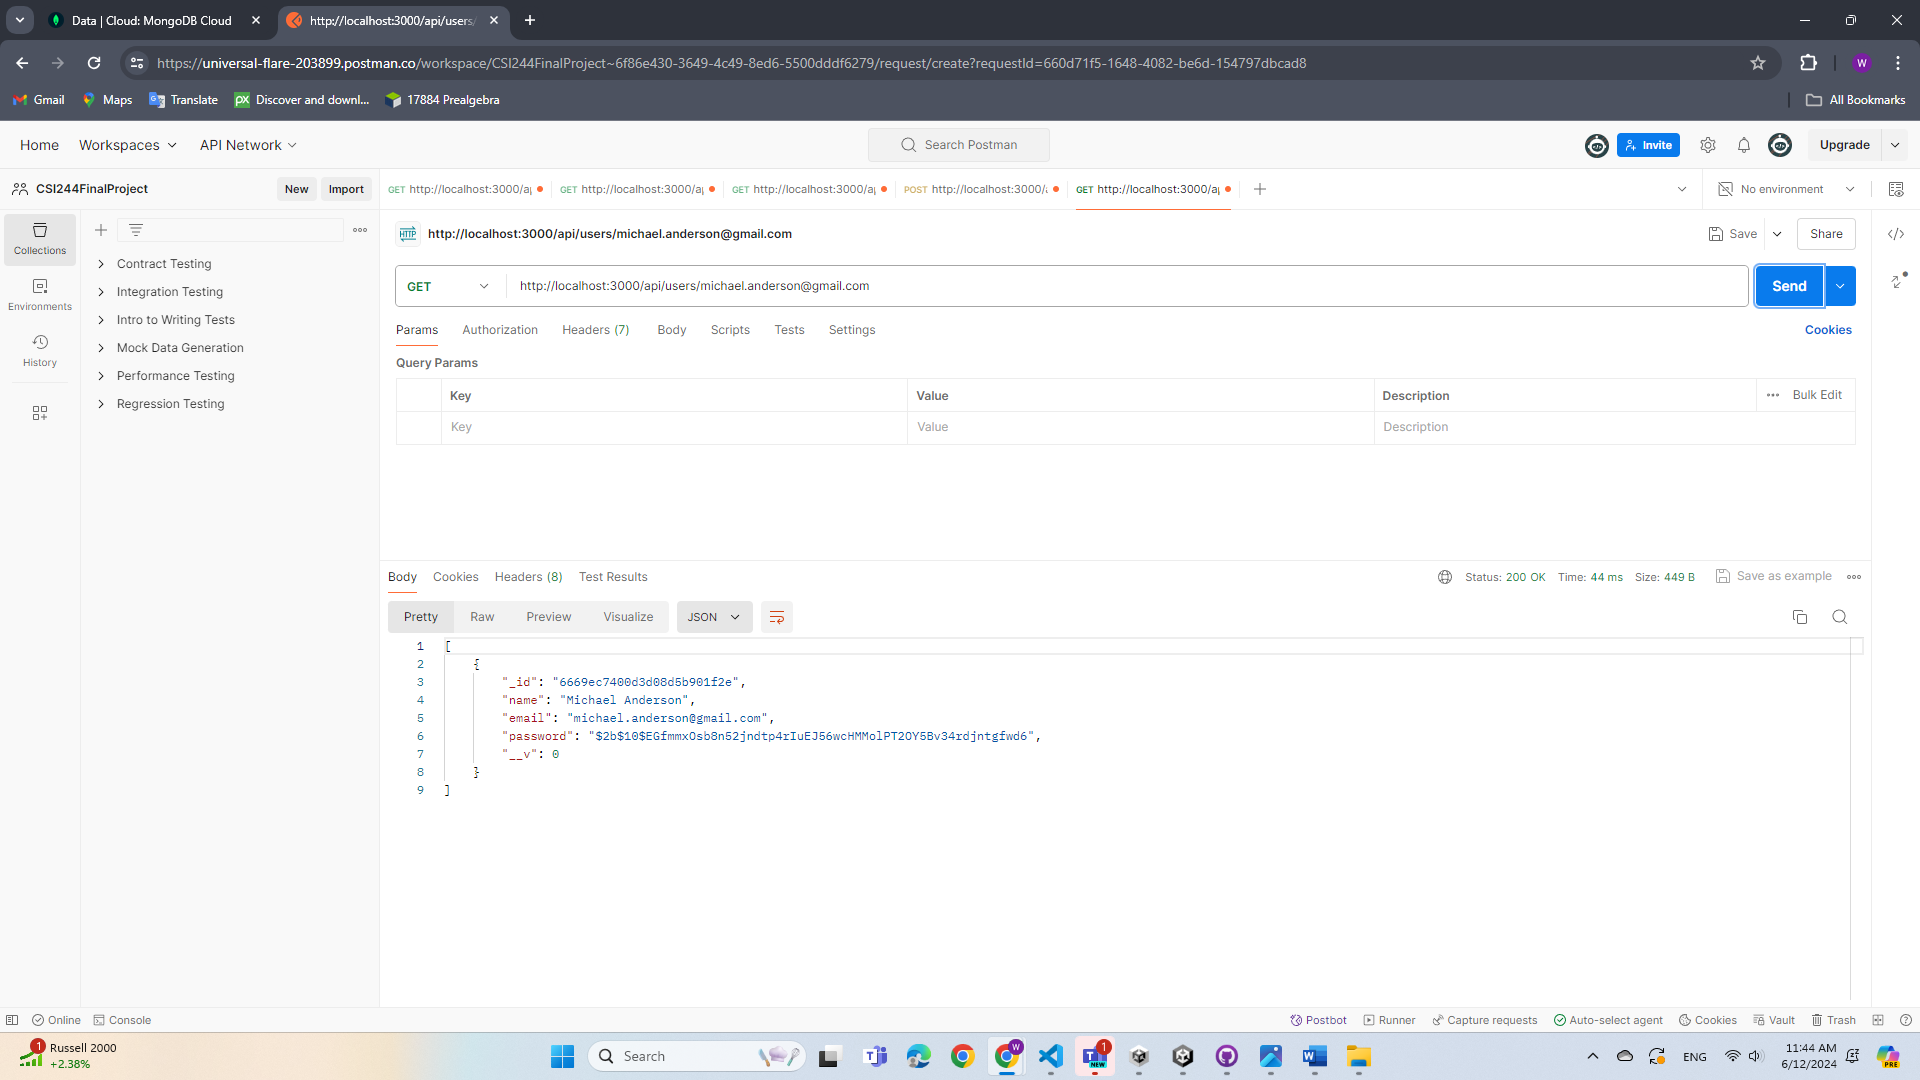 Data | Cloud: MongoDB Cloud
http://localhost:3000/api/users/
https://universal-flare-203899.postman.co/workspace/CSI244FinalProject~6f86e430-3649-4c49-8ed6-5500dddf6279/request/create?requestId=660d71f5-1648-4082-be6d-154797dbcad8
W
Gmail Maps Translate Discover and downl... 17884 Prealgebra All Bookmarks
Home Workspaces API Network Search Postman Invite Upgrade
CSI244FinalProject New Import GET http://localhost:3000/a GET http://localhost:3000/a GET http://localhost:3000/a POST http://localhost:3000/ GET http://localhost:3000/a No environment
Collections
Environments
History
Contract Testing
Integration Testing
Intro to Writing Tests
Mock Data Generation
Performance Testing
Regression Testing
HTTP http://localhost:3000/api/users/michael.anderson@gmail.com Save Share
GET http://localhost:3000/api/users/michael.anderson@gmail.com Send
Params Authorization Headers (7) Body Scripts Tests Settings Cookies
Query Params
Key Value Description Bulk Edit
Key Value Description
Body Cookies Headers (8) Test Results Status: 200 OK Time: 44 ms Size: 449 B Save as example
Pretty Raw Preview Visualize JSON
1 [
2 {
3 "_id": "6669ec7400d3d08d5b901f2e",
4 "name": "Michael Anderson",
5 "email": "michael.anderson@gmail.com",
6 "password": "$2b$10$EGfmmxOsb8n52jndtp4rIuEJ56wcHMMolPT2OY5Bv34rdjntgfwd6",
7 "__v": 0
8 }
9 ]
Online Console Postbot Runner Capture requests Auto-select agent Cookies Vault Trash
1 Russell 2000
+2.38%
Search
W
1
NEW
ENG
11:44 AM
6/12/2024
PRE